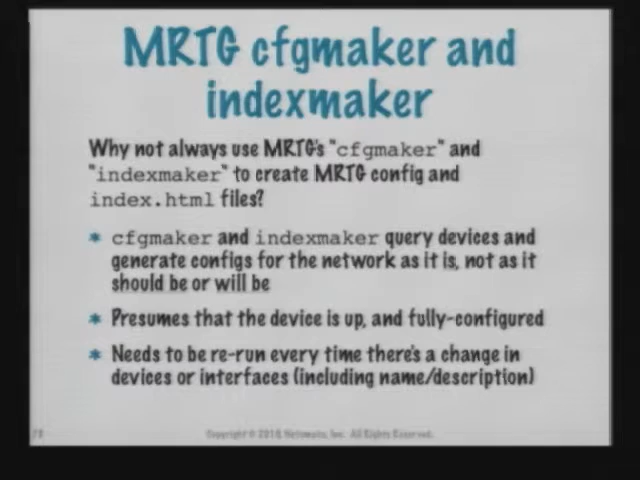 MRTG cfgmaker and
indexmaker
Why not always use MRTG's "cfgmaker" and
"indexmaker" to create MRTG config and
index.html files?
* cfgmaker and indexmaker query devices and
generate configs for the network as it is, not as it
should be or will be
* Presumes that the device is up, and fully-configured
* Needs to be re-run every time there's a change in
devices or interfaces (including name/description)
Copyright © 2010, Inc. All Rights Reserved.